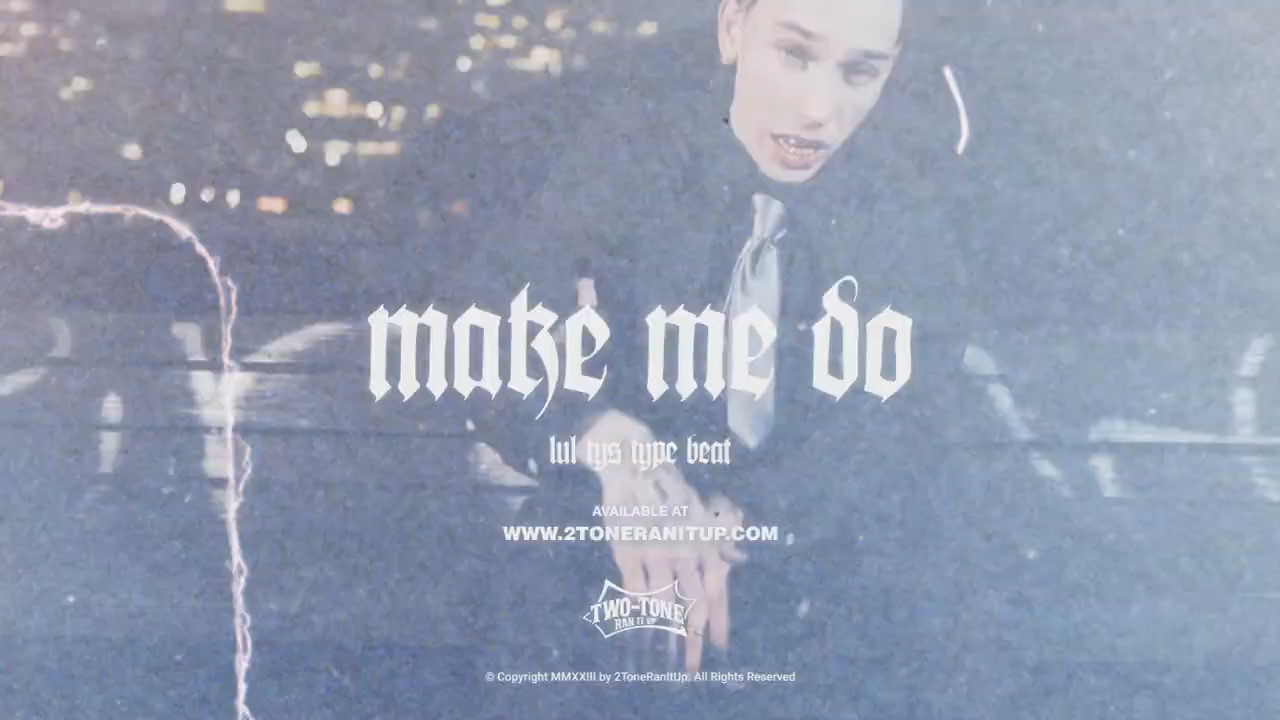 make me do
lul tys type beat
AVAILABLE AT
WWW.2TONERANITUP.COM
TWO-TONE
RAN IT UP
© Copyright MMXXIII by 2ToneRanItUp. All Rights Reserved